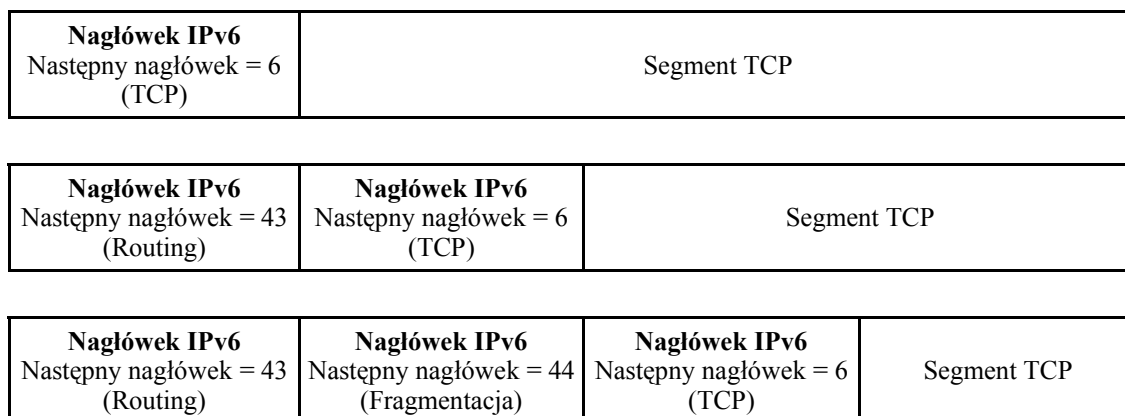 Nagłówek IPv6
Następny nagłówek = 6
(TCP)
Segment TCP
Nagłówek IPv6
Następny nagłówek = 43
(Routing)
Nagłówek IPv6
Następny nagłówek = 6
(TCP)
Segment TCP
Nagłówek IPv6
Następny nagłówek = 43
(Routing)
Nagłówek IPv6
Następny nagłówek = 44
(Fragmentacja)
Nagłówek IPv6
Następny nagłówek = 6
(TCP)
Segment TCP